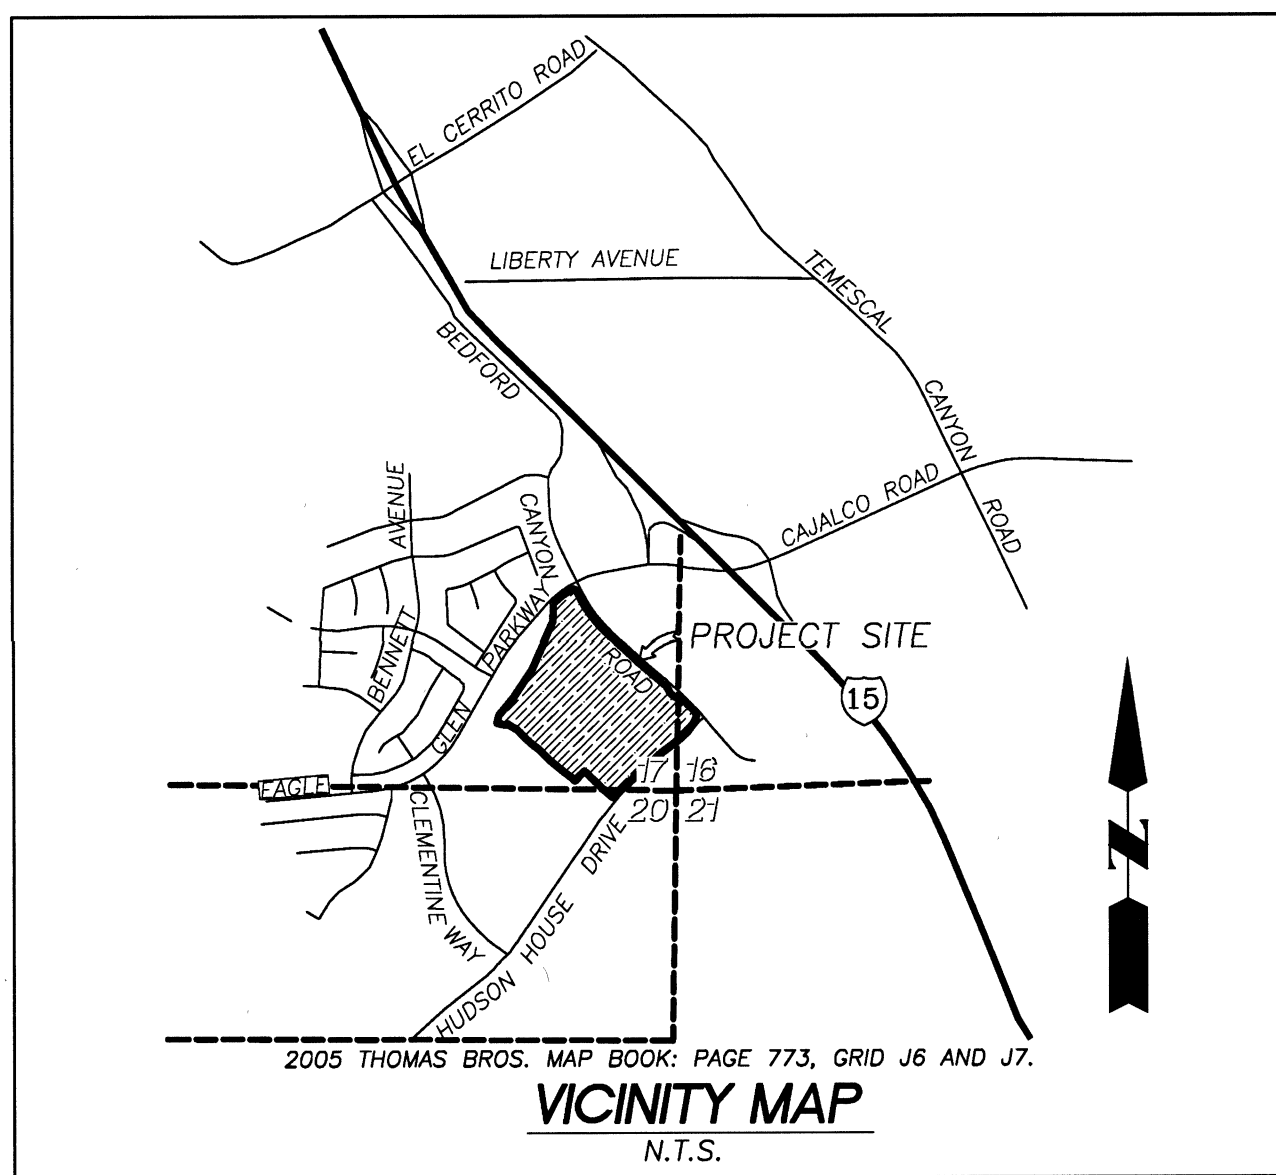 EL CERRITO ROAD
LIBERTY AVENUE
TEMESCAL CANYON ROAD
BEDFORD CANYON ROAD
CAJALCO ROAD
BENNETT AVENUE
EAGLE GLEN PARKWAY
PROJECT SITE
15
17 16
20 21
CLEMENTINE WAY
HUDSON HOUSE DRIVE
N
2005 THOMAS BROS. MAP BOOK: PAGE 773, GRID J6 AND J7.
VICINITY MAP
N.T.S.